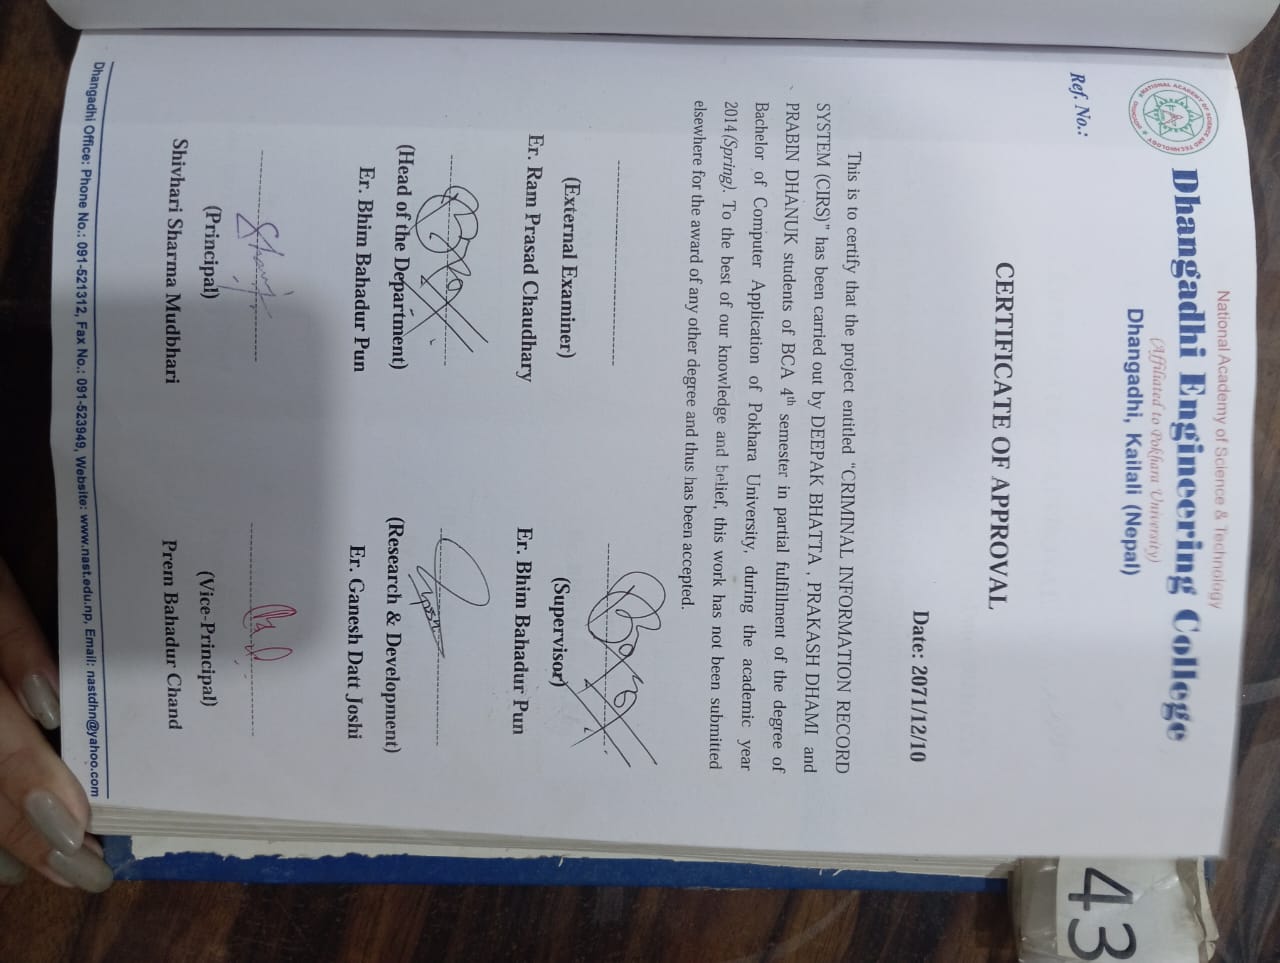 National Academy of Science & Technology
Dhangadhi Engineering College
(Affiliated to Pokhara University)
Dhangadhi, Kailali (Nepal)
NATIONAL ACADEMY OF SCIENCE AND TECHNOLOGY
DHANGADHI
43
Ref. No.:
CERTIFICATE OF APPROVAL
Date: 2071/12/10
This is to certify that the project entitled “CRIMINAL INFORMATION RECORD
SYSTEM (CIRS)” has been carried out by DEEPAK BHATTA , PRAKASH DHAMI and
PRABIN DHANUK students of BCA 4th semester in partial fulfillment of the degree of
Bachelor of Computer Application of Pokhara University, during the academic year
2014(Spring). To the best of our knowledge and belief, this work has not been submitted
elsewhere for the award of any other degree and thus has been accepted.
(External Examiner)
Er. Ram Prasad Chaudhary
(Supervisor)
Er. Bhim Bahadur Pun
(Head of the Department)
Er. Bhim Bahadur Pun
(Research & Development)
Er. Ganesh Datt Joshi
(Principal)
Shivhari Sharma Mudbhari
(Vice-Principal)
Prem Bahadur Chand
Dhangadhi Office: Phone No.: 091-521312, Fax No.: 091-523949, Website: www.nast.edu.np, Email: nastdhn@yahoo.com